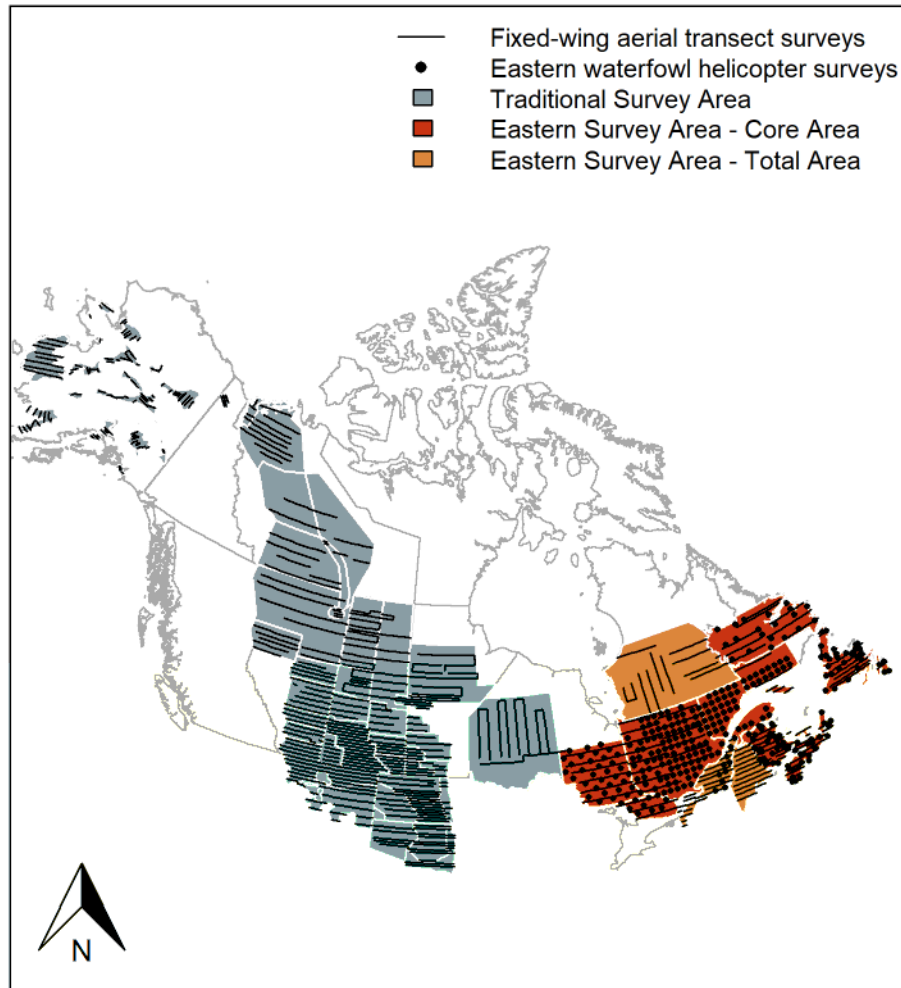 Fixed-wing aerial transect surveys
Eastern waterfowl helicopter surveys
Traditional Survey Area
Eastern Survey Area - Core Area
Eastern Survey Area - Total Area
N